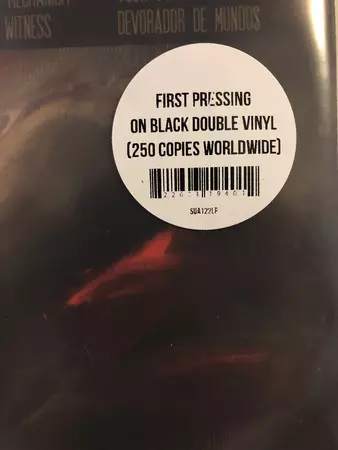 WITNESS
DEVORADOR DE MUNDOS
FIRST PRESSING
ON BLACK DOUBLE VINYL
(250 COPIES WORLDWIDE)
SUA122LP